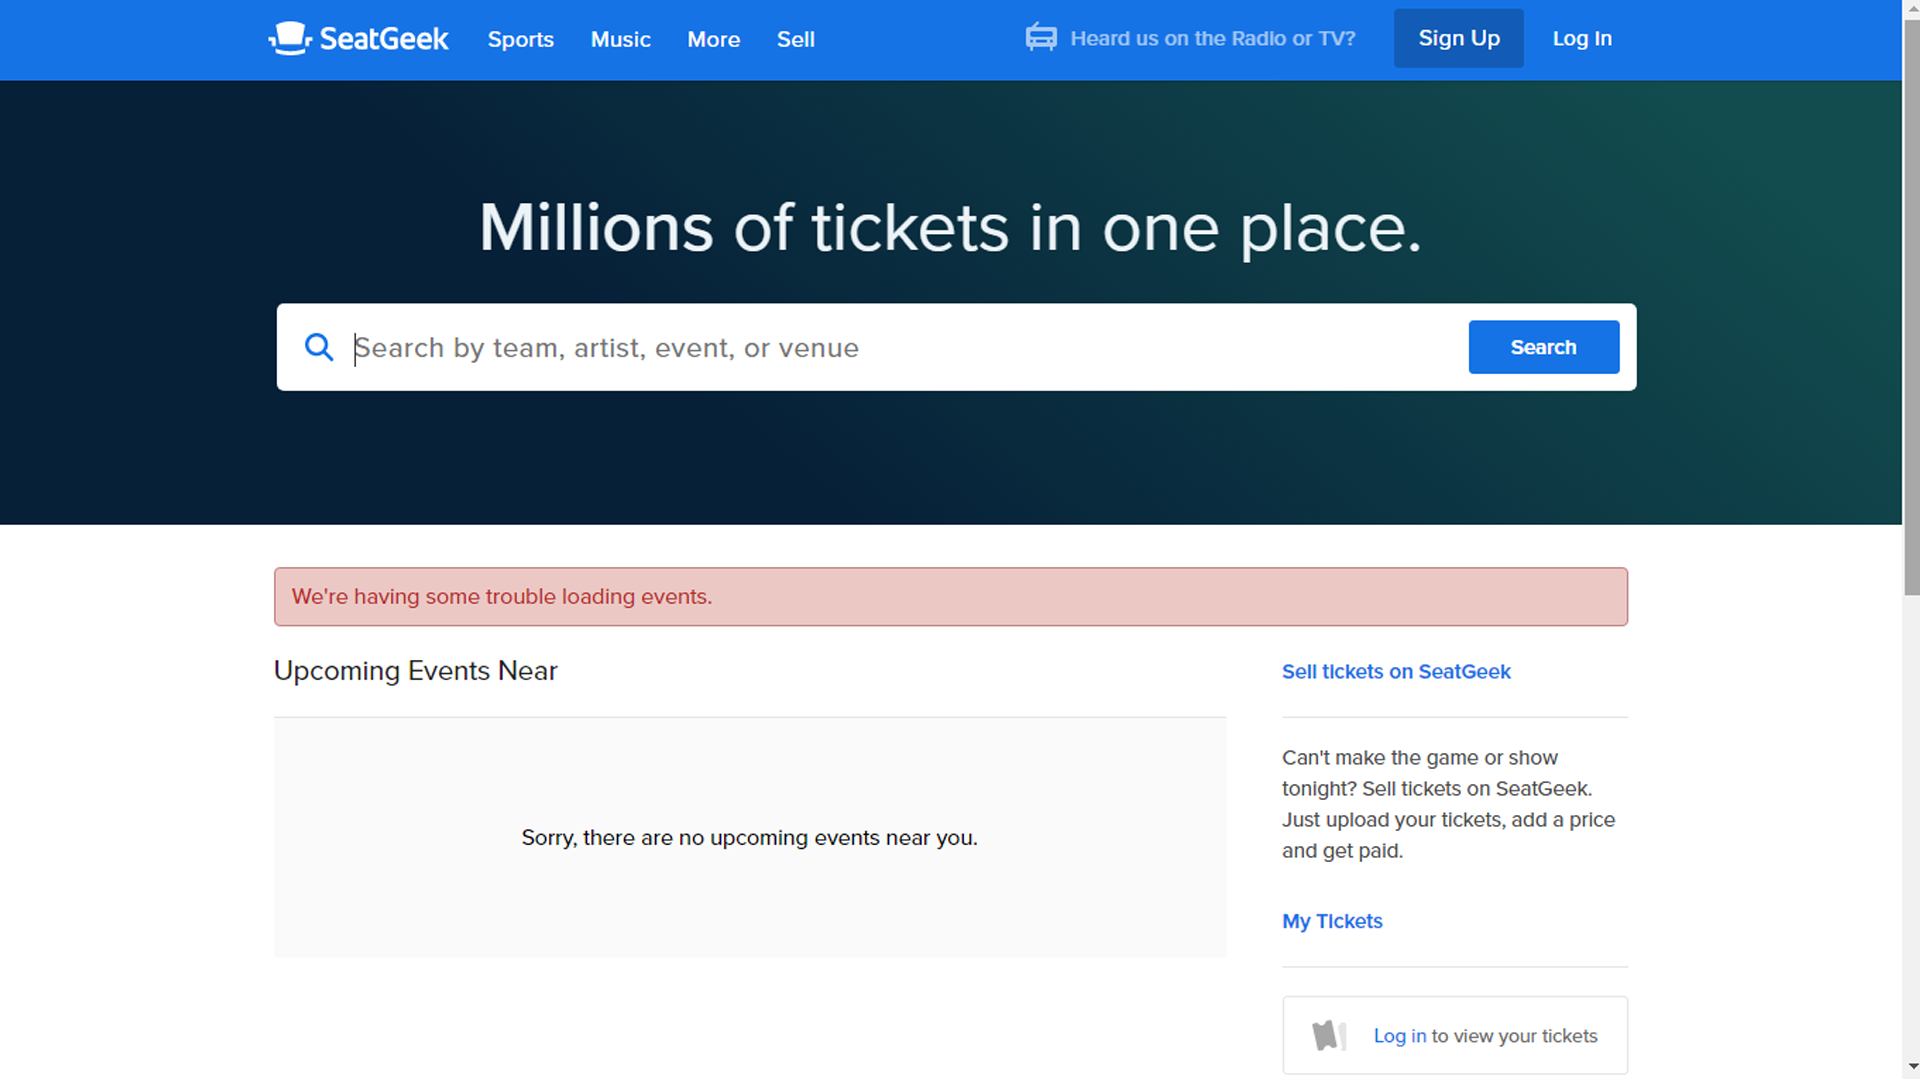 SeatGeek Sports Music More Sell Heard us on the Radio or TV? Sign Up Log In
Millions of tickets in one place.
Search by team, artist, event, or venue Search
We're having some trouble loading events.
Upcoming Events Near
Sorry, there are no upcoming events near you.
Sell tickets on SeatGeek
Can't make the game or show
tonight? Sell tickets on SeatGeek.
Just upload your tickets, add a price
and get paid.
My Tickets
Log in to view your tickets